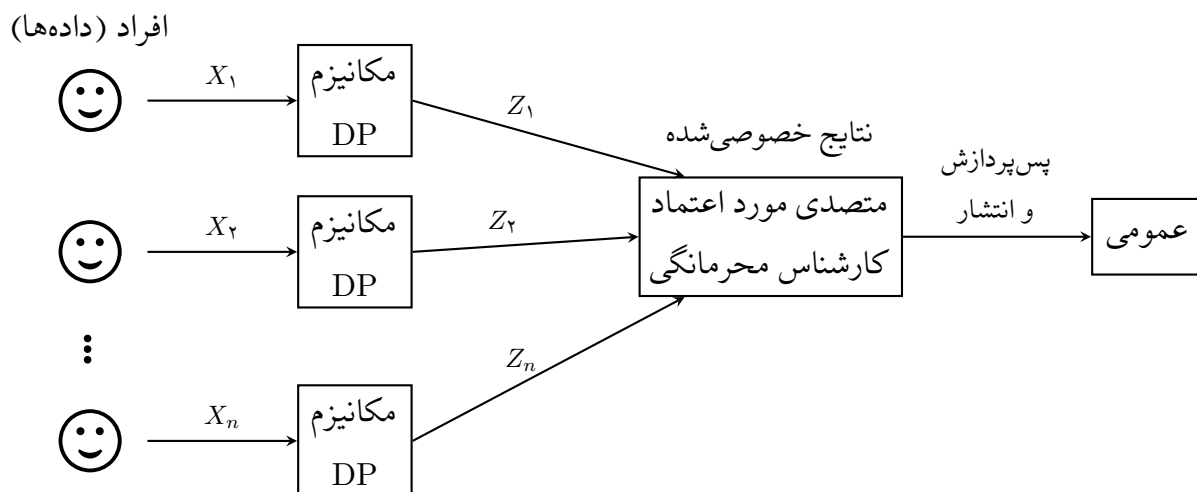 افراد (داده‌ها)
X۱
مکانیزم
DP
Z۱
X۲
مکانیزم
DP
Z۲
Xn
مکانیزم
DP
Zn
نتایج خصوصی‌شده
متصدی مورد اعتماد
کارشناس محرمانگی
پس‌پردازش
و انتشار
عمومی